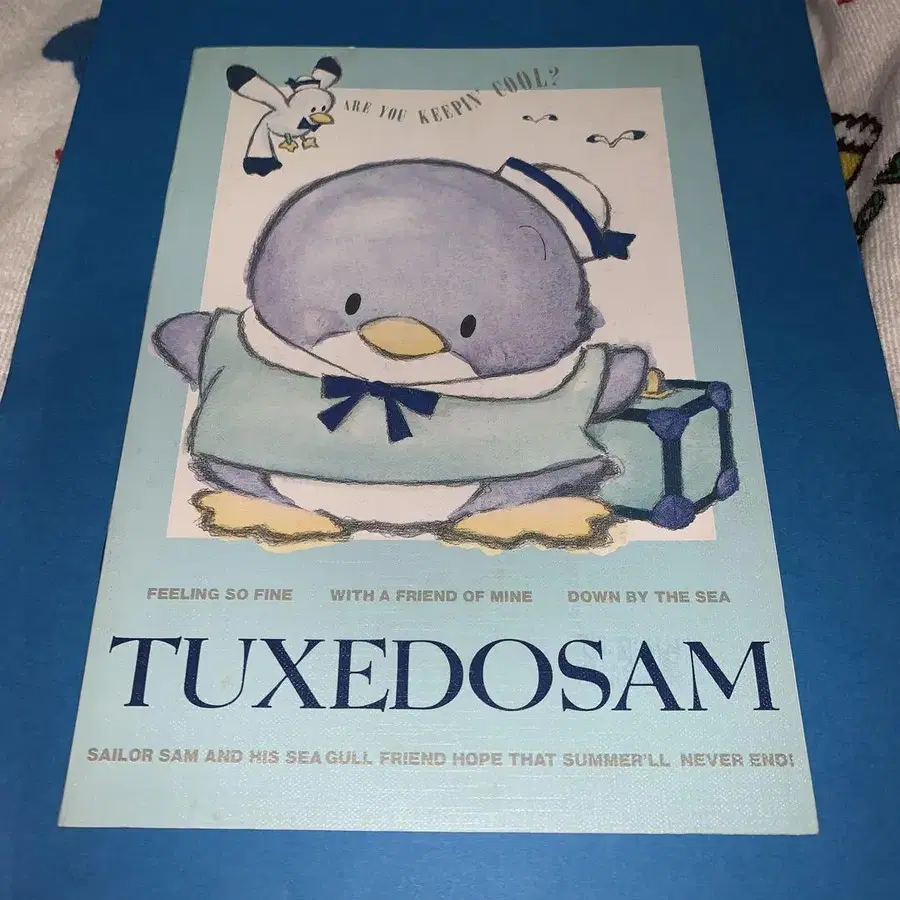 ARE YOU KEEPIN' COOL?
FEELING SO FINE WITH A FRIEND OF MINE DOWN BY THE SEA
TUXEDOSAM
SAILOR SAM AND HIS SEA GULL FRIEND HOPE THAT SUMMER'LL NEVER END!